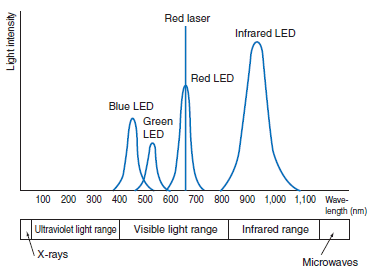 Light intensity
Red laser
Infrared LED
Red LED
Blue LED
Green
LED
100 200 300 400 500 600 700 800 900 1,000 1,100 Wave-
length (nm)
Ultraviolet light range Visible light range Infrared range
X-rays
Microwaves